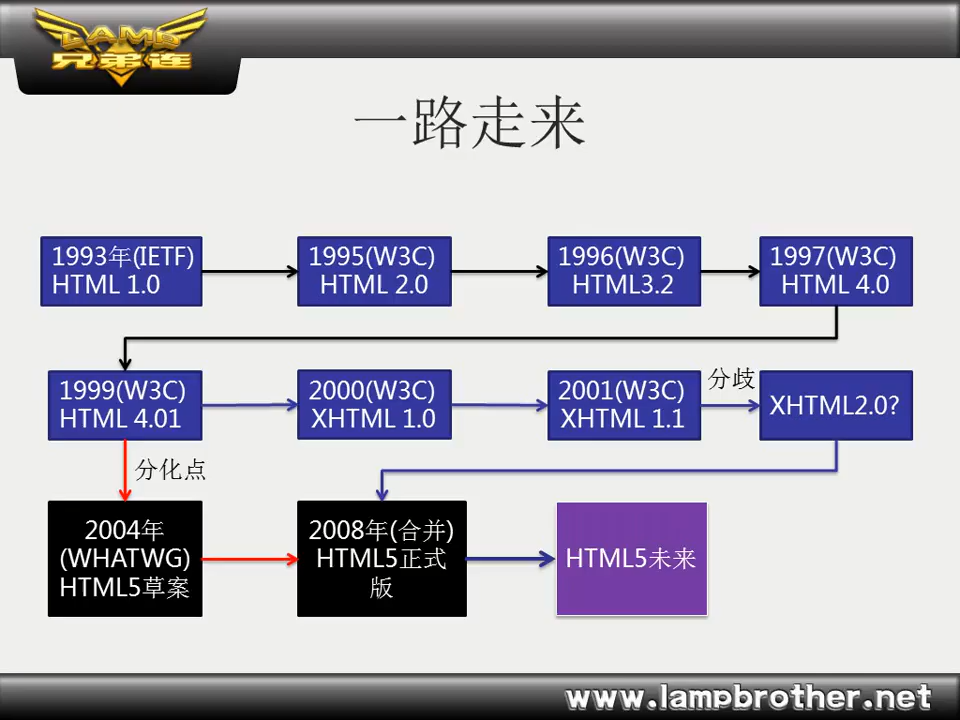 LAMP
兄弟连
一路走来
1993年(IETF)
HTML 1.0
1995(W3C)
HTML 2.0
1996(W3C)
HTML3.2
1997(W3C)
HTML 4.0
1999(W3C)
HTML 4.01
2000(W3C)
XHTML 1.0
2001(W3C)
XHTML 1.1
分歧
XHTML2.0?
分化点
2004年
(WHATWG)
HTML5草案
2008年(合并)
HTML5正式
版
HTML5未来
www.lampbrother.net